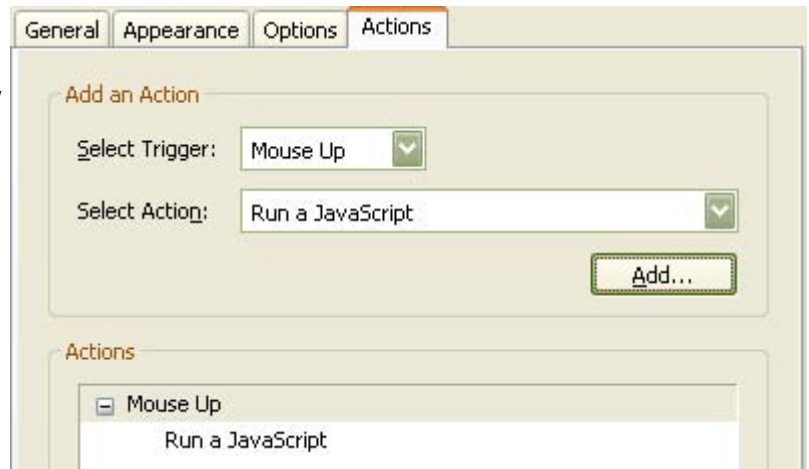 General Appearance Options Actions
Add an Action
Select Trigger: Mouse Up
Select Action: Run a JavaScript
Add...
Actions
Mouse Up
Run a JavaScript